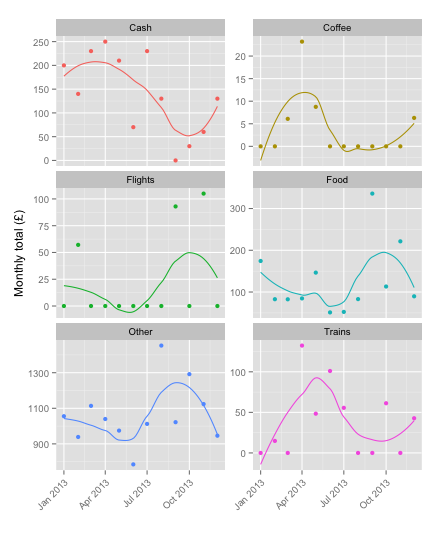 Cash
Coffee
250
200
150
100
50
0
20
15
10
5
0
Flights
Food
100
75
50
25
0
300
200
100
Monthly total (£)
Other
Trains
1300
1100
900
100
50
0
Jan 2013
Apr 2013
Jul 2013
Oct 2013
Jan 2013
Apr 2013
Jul 2013
Oct 2013